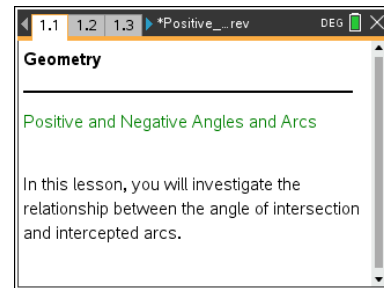 1.1 1.2 1.3 *Positive_...rev DEG
Geometry
Positive and Negative Angles and Arcs
In this lesson, you will investigate the
relationship between the angle of intersection
and intercepted arcs.